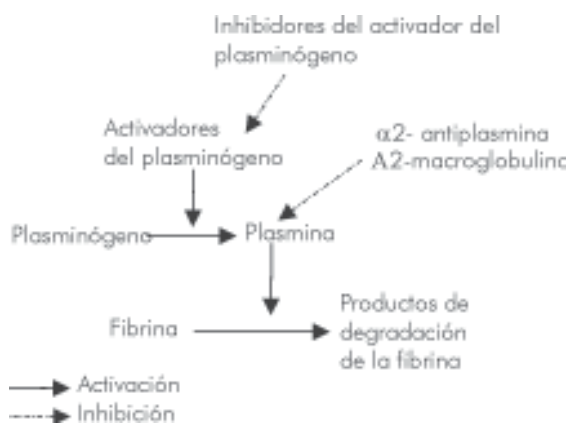 Inhibidores del activador del
plasminógeno
Activadores
del plasminógeno
α2- antiplasmina
A2-macroglobulina
Plasminógeno
Plasmina
Fibrina
Productos de
degradación
de la fibrina
Activación
Inhibición